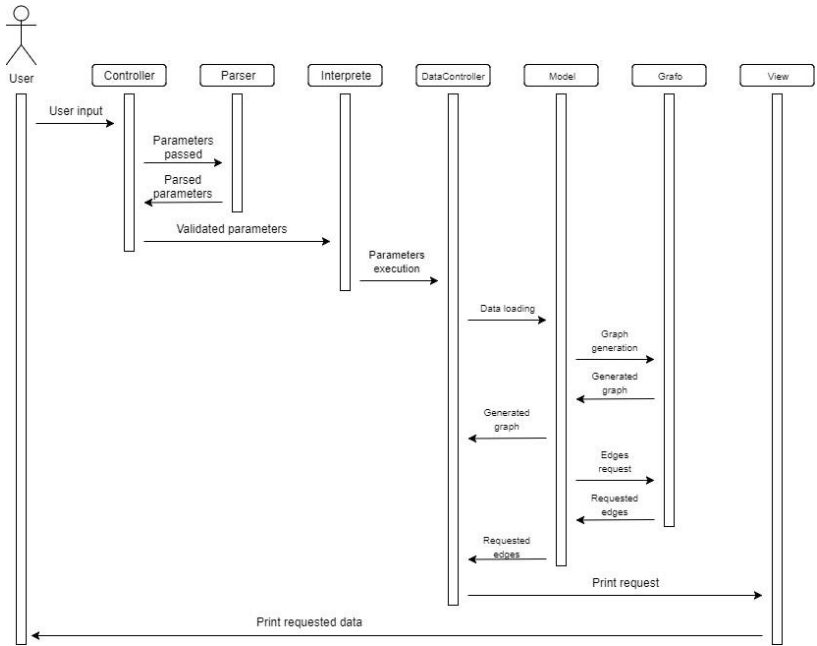 User
Controller
Parser
Interprete
DataController
Model
Grafo
View
User input
Parameters
passed
Parsed
parameters
Validated parameters
Parameters
execution
Data loading
Graph
generation
Generated
graph
Generated
graph
Edges
request
Requested
edges
Requested
edges
Print request
Print requested data